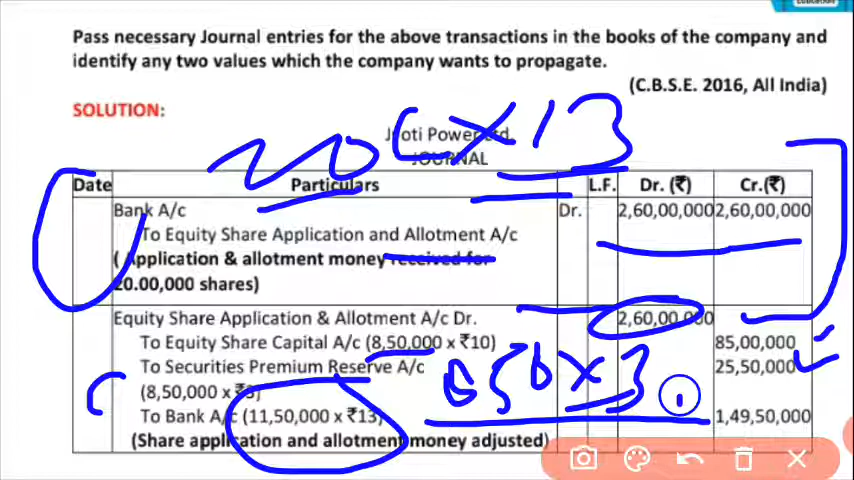 Education
Pass necessary Journal entries for the above transactions in the books of the company and
identify any two values which the company wants to propagate.
(C.B.S.E. 2016, All India)
SOLUTION:
Jyoti Power Ltd.
JOURNAL
Date Particulars L.F. Dr. (₹) Cr.(₹)
Bank A/c Dr. 2,60,00,000 2,60,00,000
To Equity Share Application and Allotment A/c
( Application & allotment money received for
20.00,000 shares)
Equity Share Application & Allotment A/c Dr. 2,60,00,000
To Equity Share Capital A/c (8,50,000 x ₹10) 85,00,000
To Securities Premium Reserve A/c 25,50,000
(8,50,000 x ₹3)
To Bank A/c (11,50,000 x ₹13) 1,49,50,000
(Share application and allotment money adjusted)
x 13
850 x 3